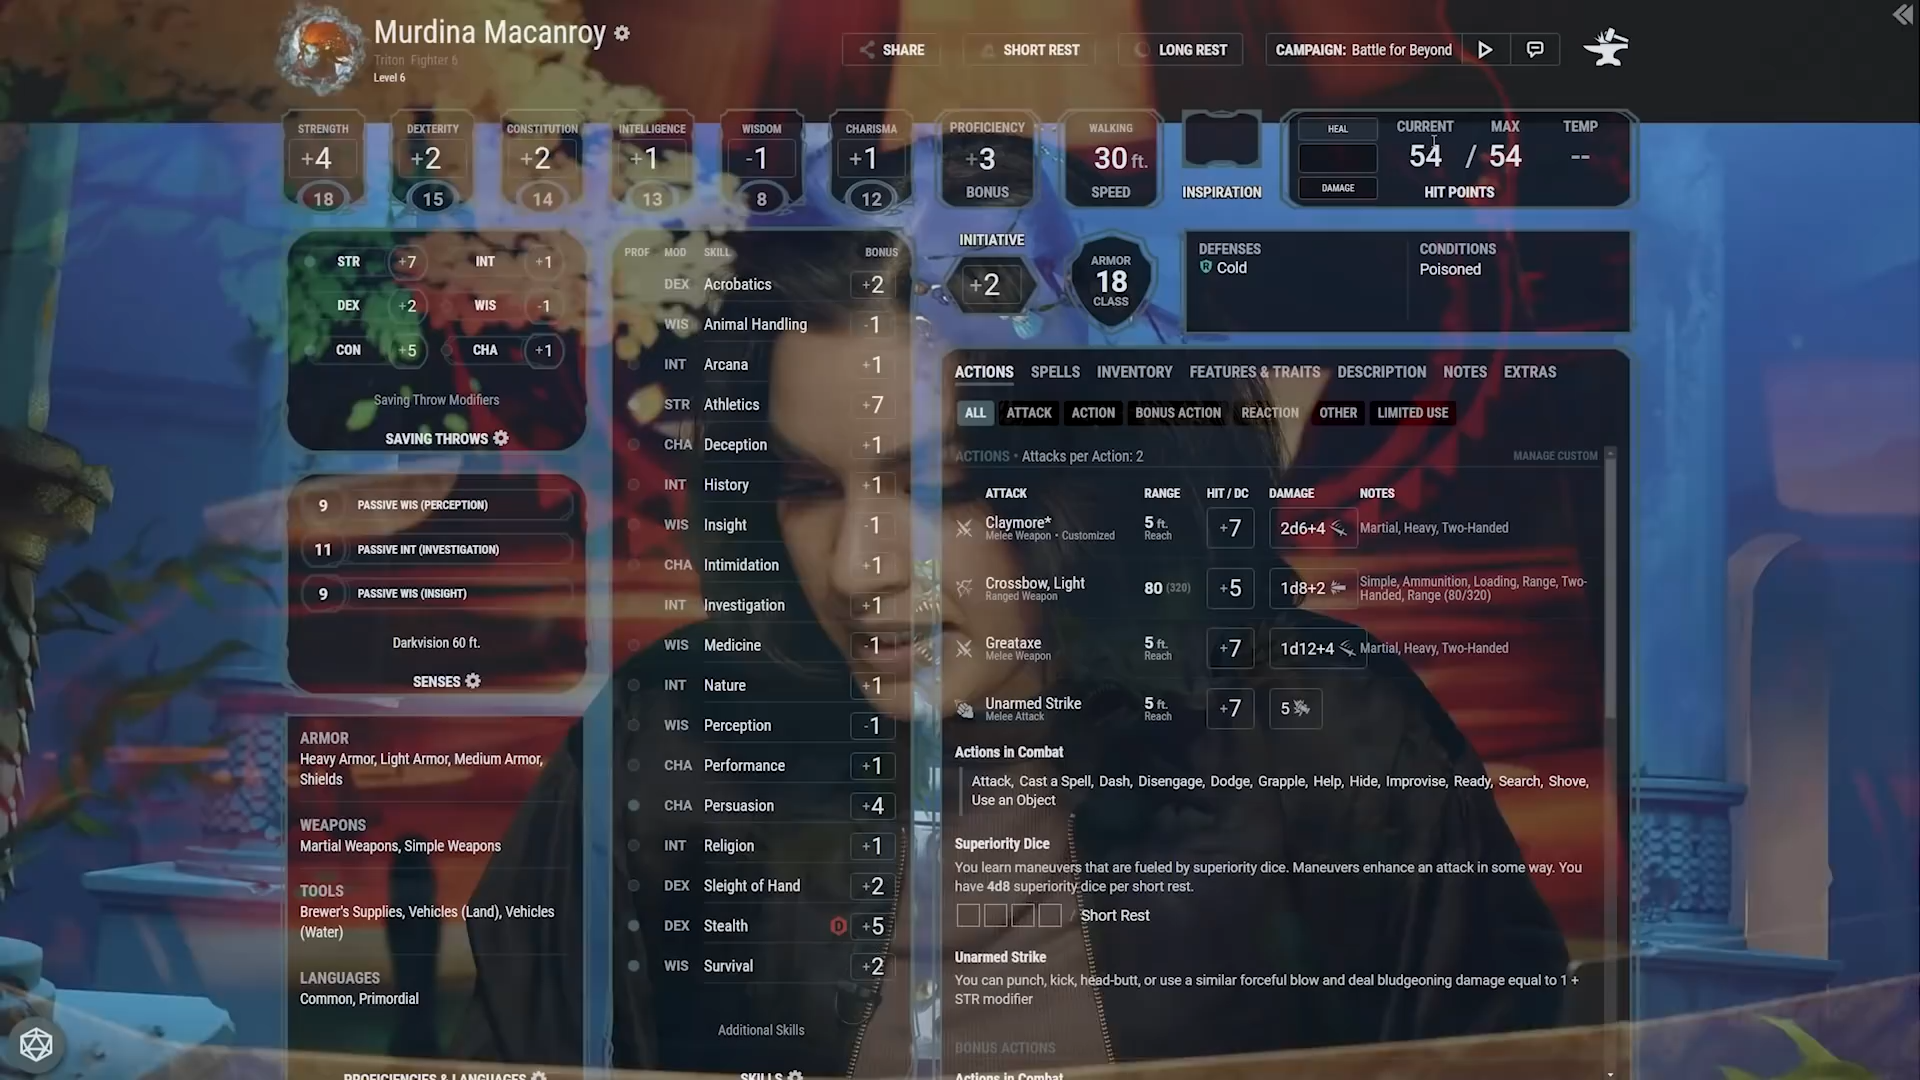 Murdina Macanroy
Triton Fighter 6
Level 6
SHARE
SHORT REST
LONG REST
CAMPAIGN: Battle for Beyond
STRENGTH
+4
18
DEXTERITY
+2
15
CONSTITUTION
+2
14
INTELLIGENCE
+1
13
WISDOM
-1
8
CHARISMA
+1
12
PROFICIENCY
+3
BONUS
WALKING
30 ft.
SPEED
INSPIRATION
HEAL
DAMAGE
CURRENT MAX TEMP
54 / 54 --
HIT POINTS
STR +7 INT +1
DEX +2 WIS -1
CON +5 CHA +1
Saving Throw Modifiers
SAVING THROWS
9 PASSIVE WIS (PERCEPTION)
11 PASSIVE INT (INVESTIGATION)
9 PASSIVE WIS (INSIGHT)
Darkvision 60 ft.
SENSES
ARMOR
Heavy Armor, Light Armor, Medium Armor,
Shields
WEAPONS
Martial Weapons, Simple Weapons
TOOLS
Brewer's Supplies, Vehicles (Land), Vehicles
(Water)
LANGUAGES
Common, Primordial
PROFICIENCIES & LANGUAGES
PROF MOD SKILL BONUS
DEX Acrobatics +2
WIS Animal Handling -1
INT Arcana +1
STR Athletics +7
CHA Deception +1
INT History +1
WIS Insight -1
CHA Intimidation +1
INT Investigation +1
WIS Medicine -1
INT Nature +1
WIS Perception -1
CHA Performance +1
CHA Persuasion +4
INT Religion +1
DEX Sleight of Hand +2
DEX Stealth D +5
WIS Survival +2
Additional Skills
SKILLS
INITIATIVE
+2
ARMOR
18
CLASS
DEFENSES
R Cold
CONDITIONS
Poisoned
ACTIONS SPELLS INVENTORY FEATURES & TRAITS DESCRIPTION NOTES EXTRAS
ALL ATTACK ACTION BONUS ACTION REACTION OTHER LIMITED USE
ACTIONS • Attacks per Action: 2 MANAGE CUSTOM
ATTACK RANGE HIT / DC DAMAGE NOTES
Claymore* 5 ft. +7 2d6+4 Martial, Heavy, Two-Handed
Melee Weapon • Customized Reach
Crossbow, Light 80 (320) +5 1d8+2 Simple, Ammunition, Loading, Range, Two-
Ranged Weapon Handed, Range (80/320)
Greataxe 5 ft. +7 1d12+4 Martial, Heavy, Two-Handed
Melee Weapon Reach
Unarmed Strike 5 ft. +7 5
Melee Attack Reach
Actions in Combat
Attack, Cast a Spell, Dash, Disengage, Dodge, Grapple, Help, Hide, Improvise, Ready, Search, Shove,
Use an Object
Superiority Dice
You learn maneuvers that are fueled by superiority dice. Maneuvers enhance an attack in some way. You
have 4d8 superiority dice per short rest.
/ Short Rest
Unarmed Strike
You can punch, kick, head-butt, or use a similar forceful blow and deal bludgeoning damage equal to 1 +
STR modifier
BONUS ACTIONS
Actions in Combat